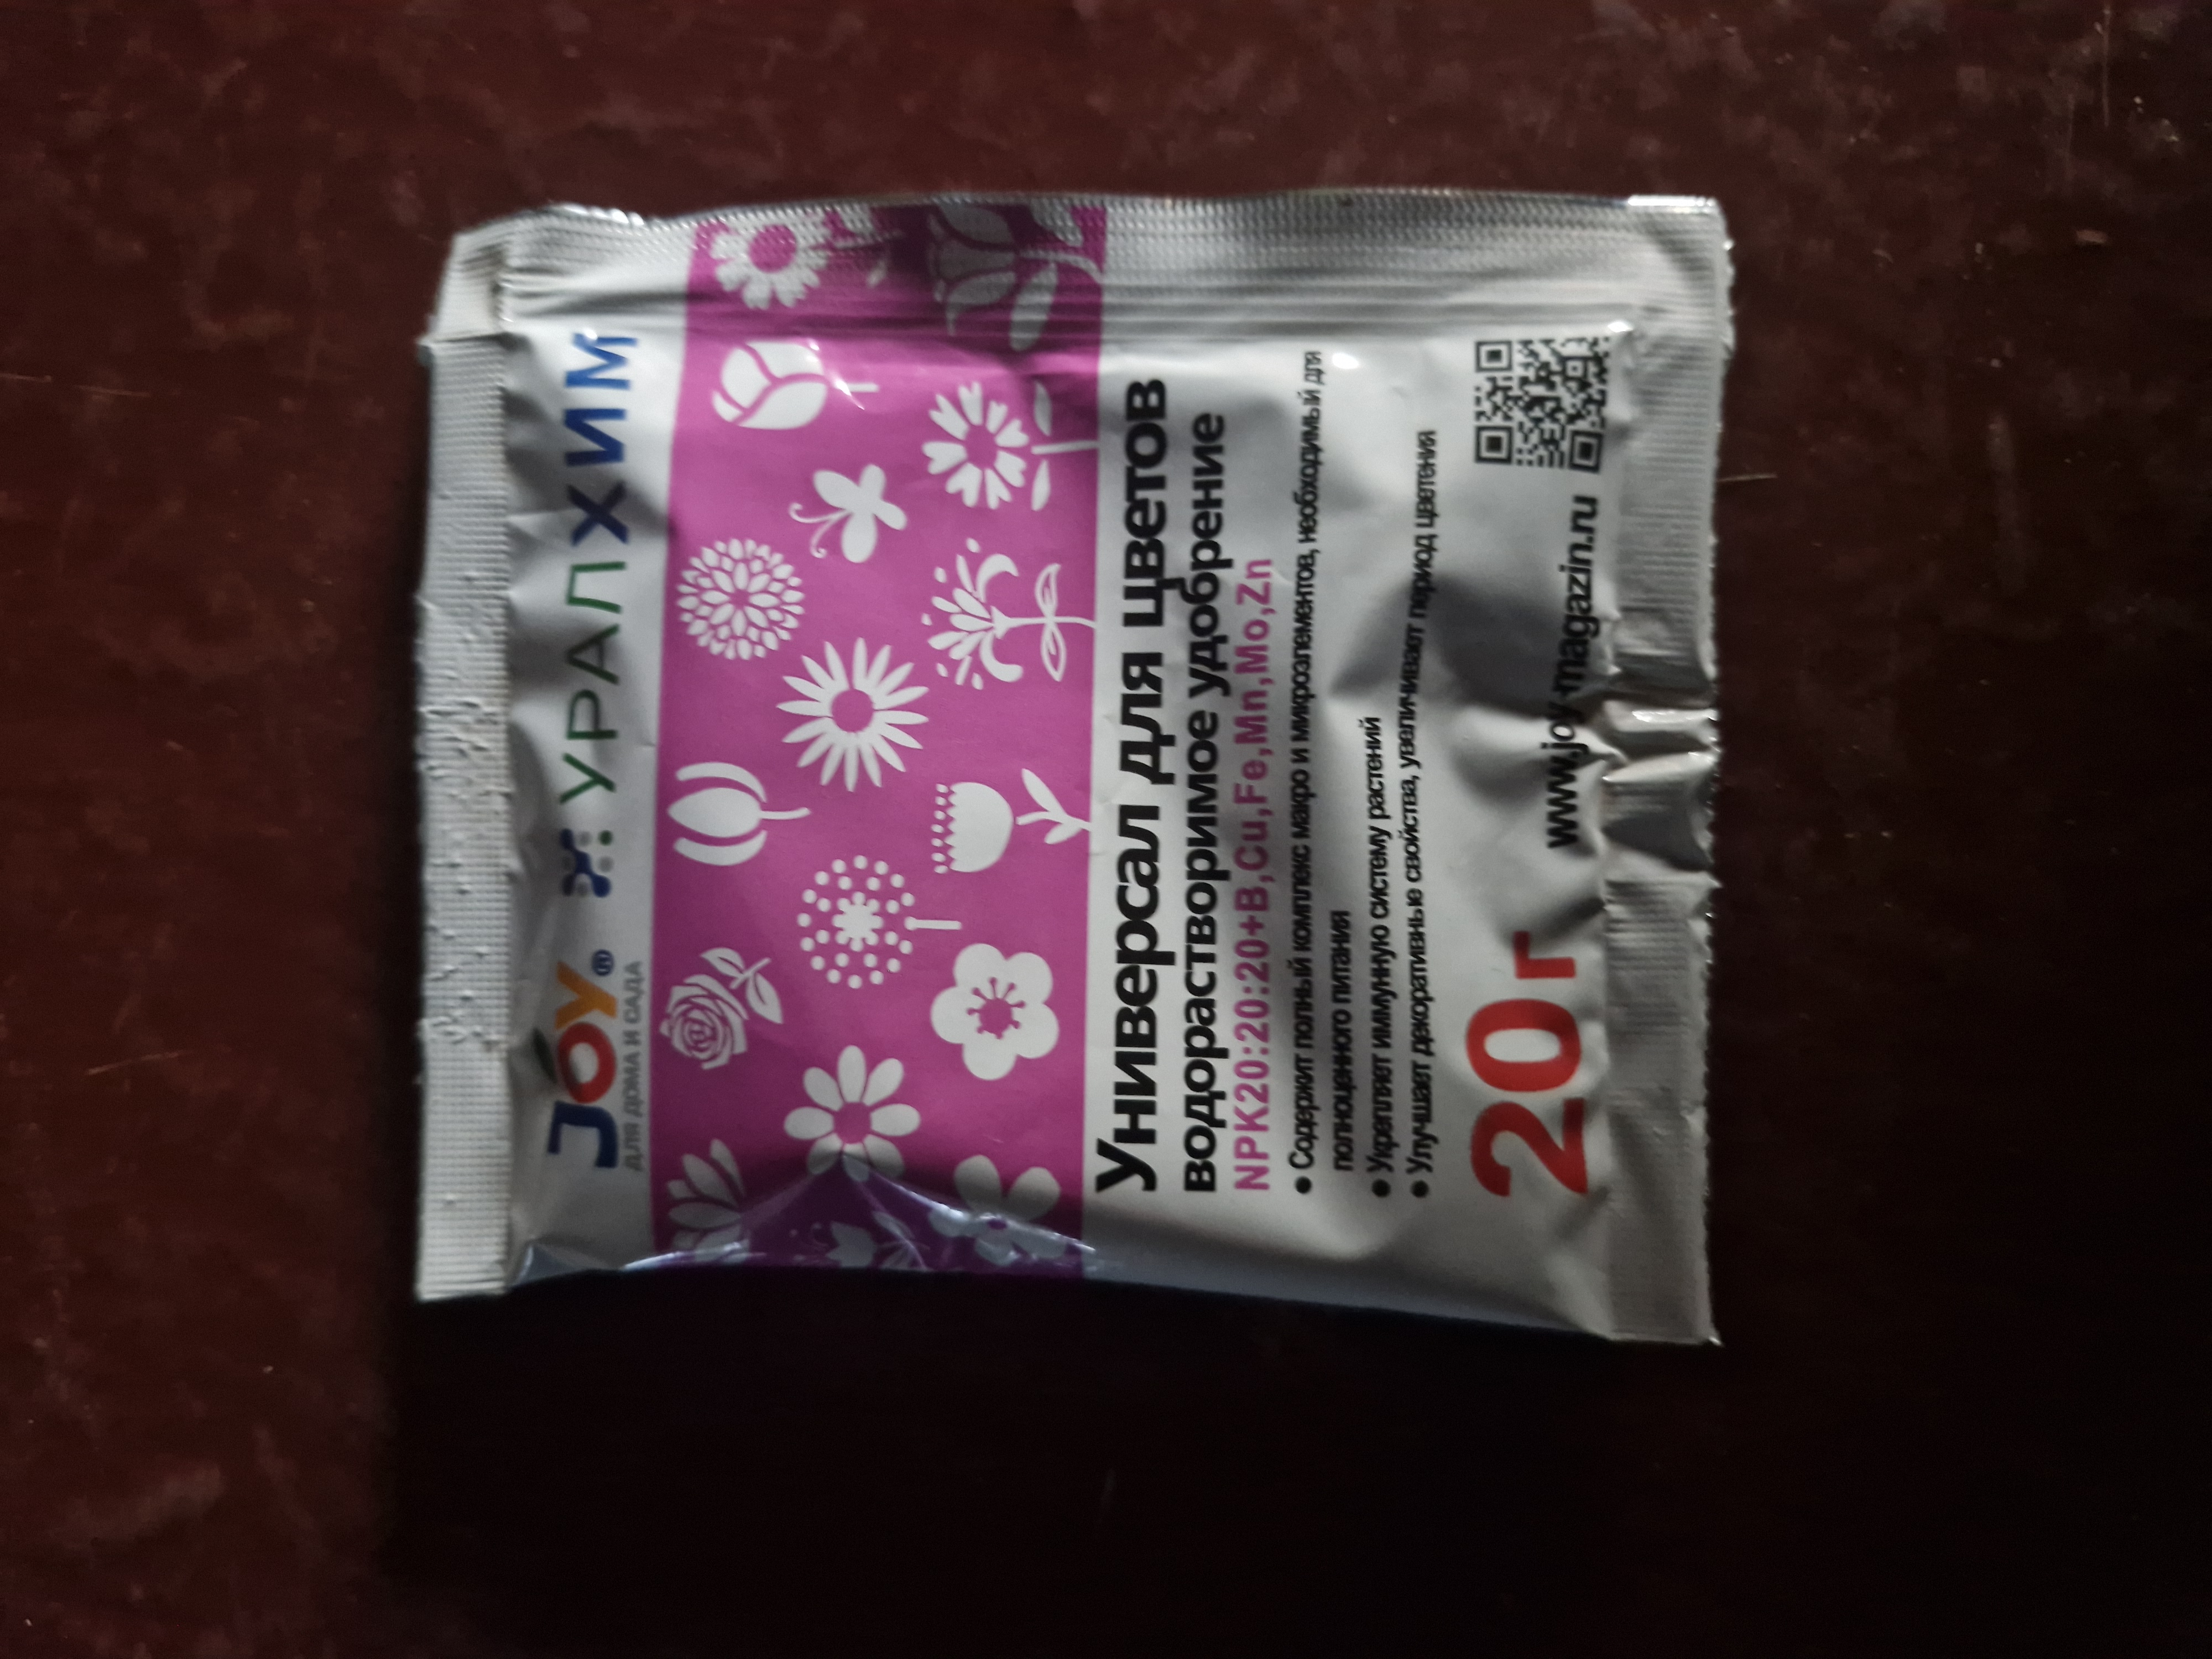 JOY® УРАЛХИМ
ДЛЯ ДОМА И САДА
Универсал для цветов
водорастворимое удобрение
NPK20:20:20+B,Cu,Fe,Mn,Mo,Zn
• Содержит полный комплекс макро и микроэлементов, необходимый для
полноценного питания
• Укрепляет иммунную систему растений
• Улучшает декоративные свойства, увеличивает период цветения
20 г
www.joy-magazin.ru